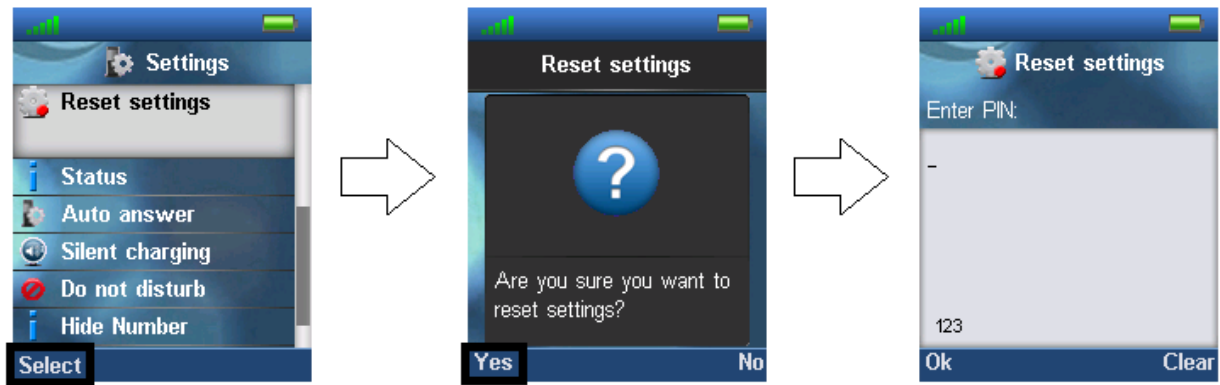 Settings
Reset settings
Status
Auto answer
Silent charging
Do not disturb
Hide Number
Select
Reset settings
?
Are you sure you want to
reset settings?
Yes No
Reset settings
Enter PIN:
_
123
Ok Clear